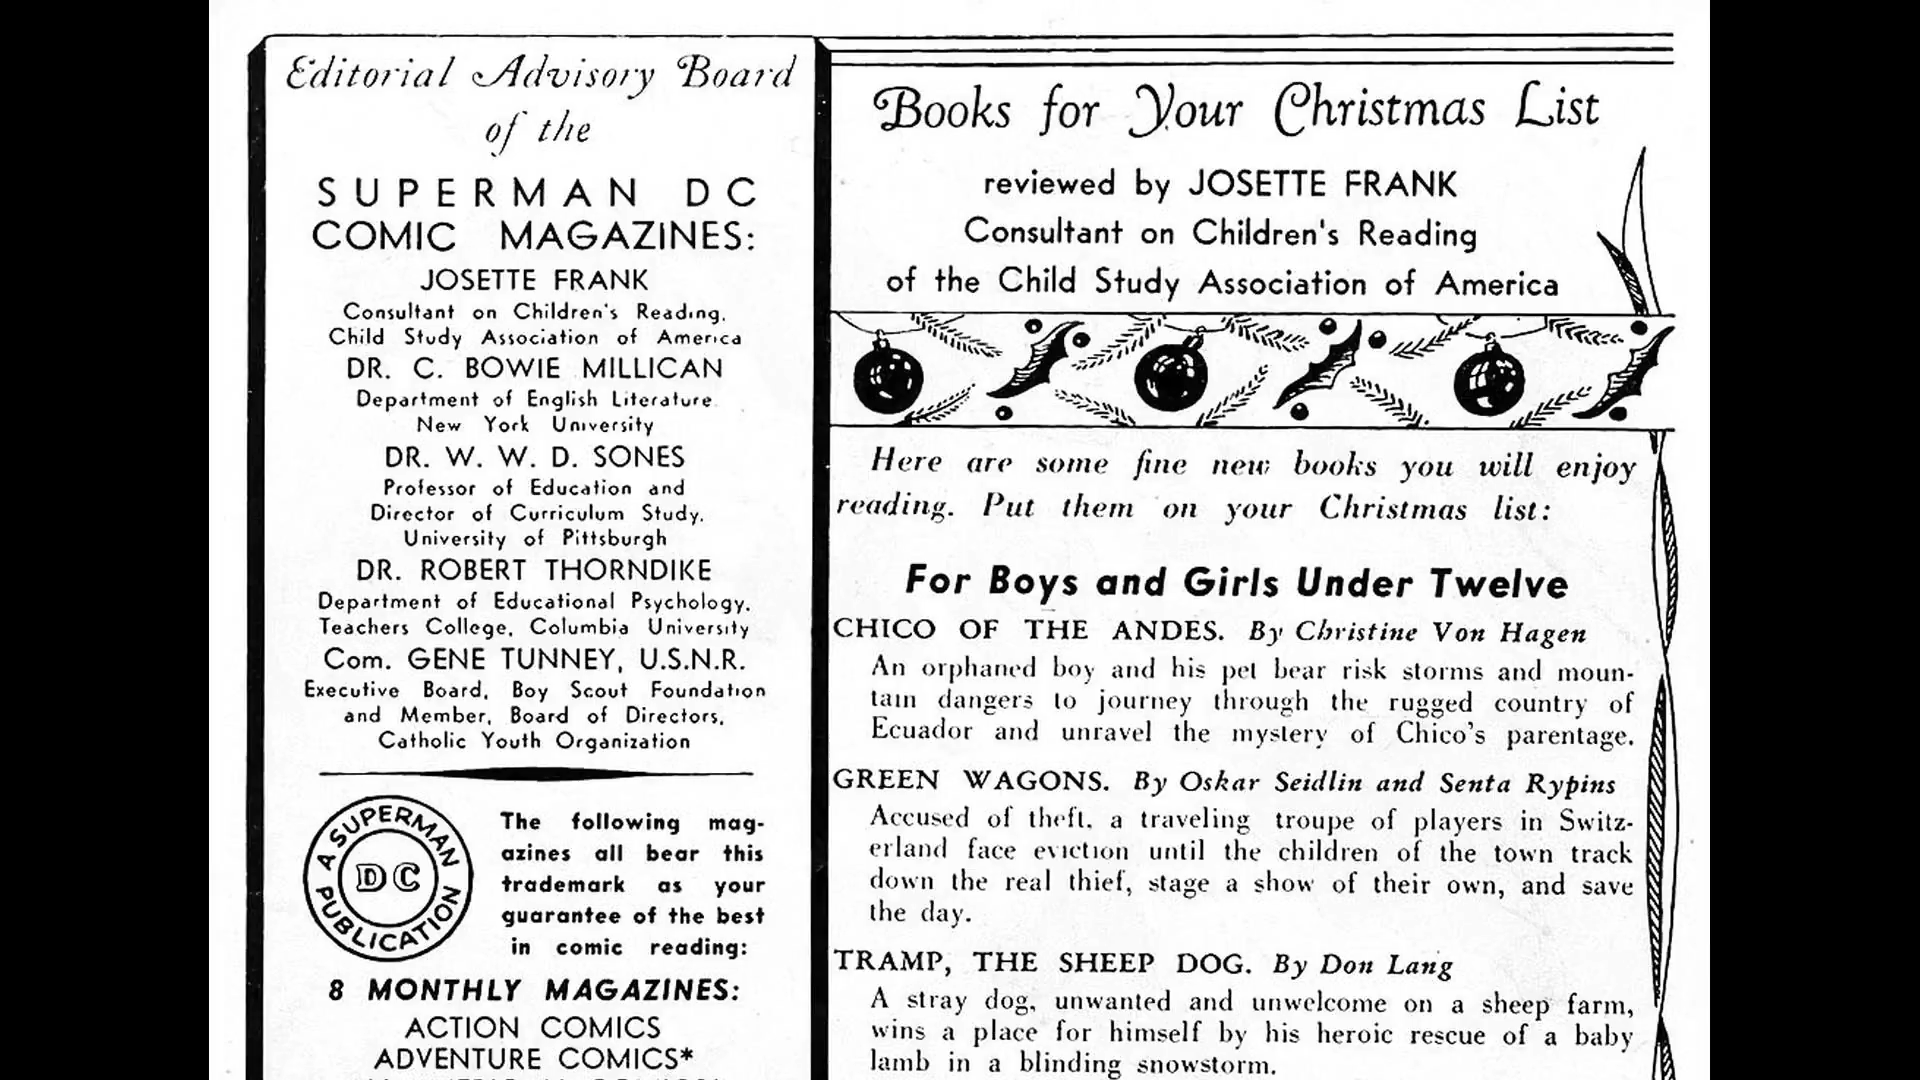 Editorial Advisory Board
of the
SUPERMAN DC
COMIC MAGAZINES:
JOSETTE FRANK
Consultant on Children's Reading,
Child Study Association of America
DR. C. BOWIE MILLICAN
Department of English Literature
New York University
DR. W. W. D. SONES
Professor of Education and
Director of Curriculum Study,
University of Pittsburgh
DR. ROBERT THORNDIKE
Department of Educational Psychology,
Teachers College, Columbia University
Com. GENE TUNNEY, U.S.N.R.
Executive Board, Boy Scout Foundation
and Member, Board of Directors,
Catholic Youth Organization
A SUPERMAN
DC
PUBLICATION
The following mag-
azines all bear this
trademark as your
guarantee of the best
in comic reading:
8 MONTHLY MAGAZINES:
ACTION COMICS
ADVENTURE COMICS*
Books for Your Christmas List
reviewed by JOSETTE FRANK
Consultant on Children's Reading
of the Child Study Association of America
Here are some fine new books you will enjoy
reading. Put them on your Christmas list:
For Boys and Girls Under Twelve
CHICO OF THE ANDES. By Christine Von Hagen
An orphaned boy and his pet bear risk storms and moun-
tain dangers to journey through the rugged country of
Ecuador and unravel the mystery of Chico's parentage.
GREEN WAGONS. By Oskar Seidlin and Senta Rypins
Accused of theft, a traveling troupe of players in Switz-
erland face eviction until the children of the town track
down the real thief, stage a show of their own, and save
the day.
TRAMP, THE SHEEP DOG. By Don Lang
A stray dog, unwanted and unwelcome on a sheep farm,
wins a place for himself by his heroic rescue of a baby
lamb in a blinding snowstorm.